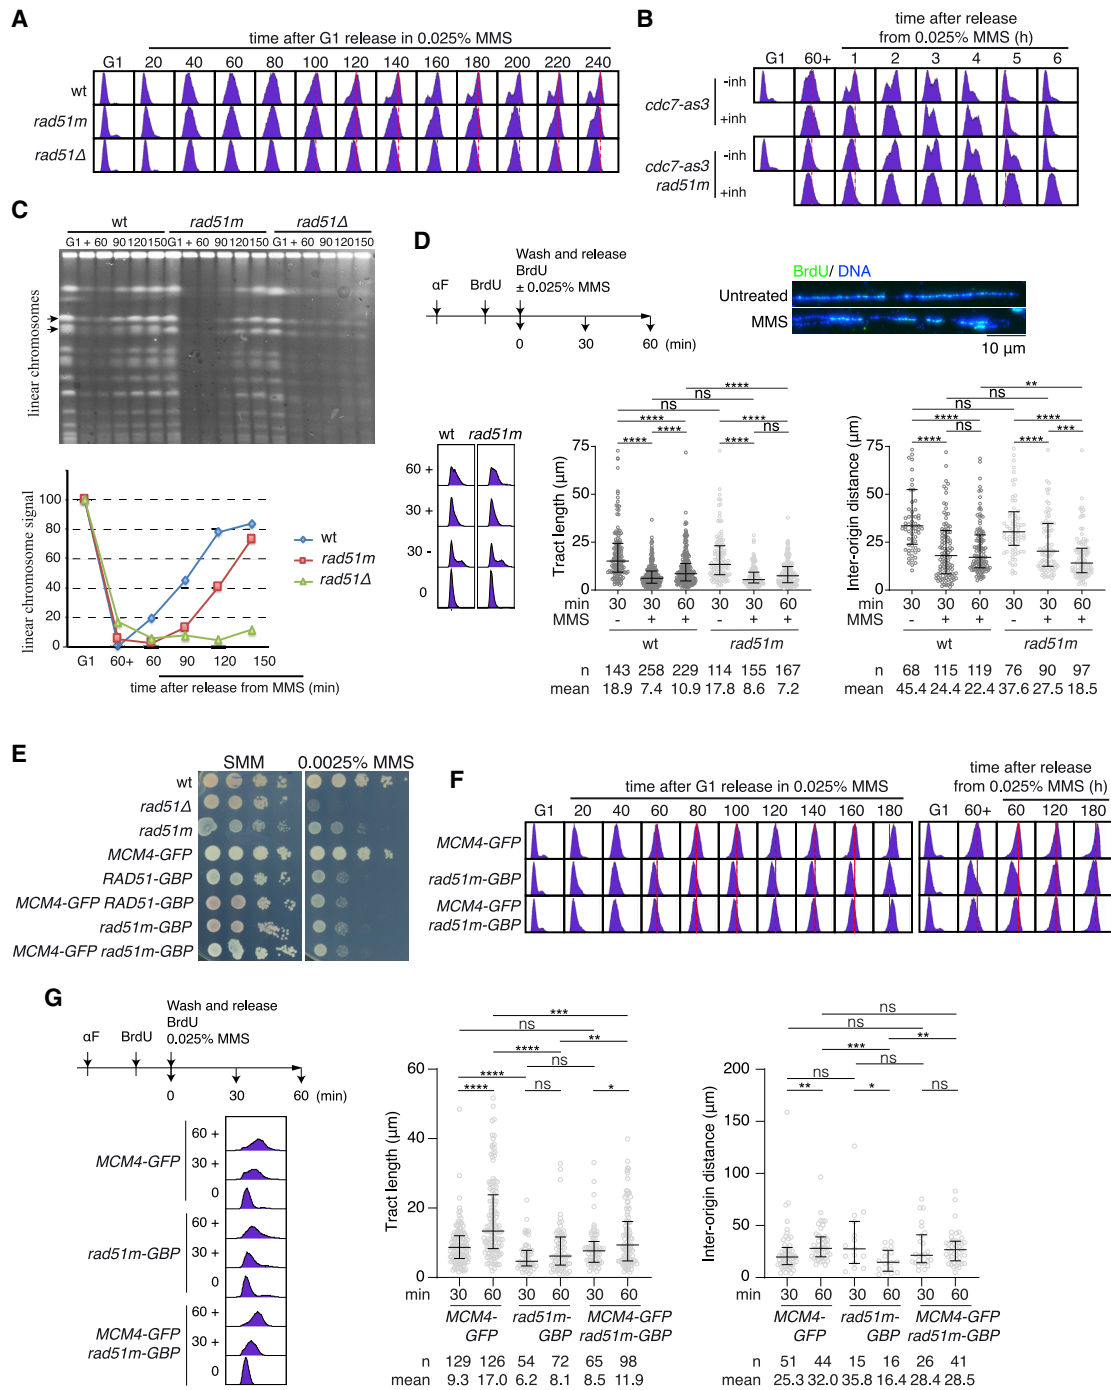 A
time after G1 release in 0.025% MMS
G1 20 40 60 80 100 120 140 160 180 200 220 240
wt
rad51m
rad51Δ
B
time after release
from 0.025% MMS (h)
G1 60+ 1 2 3 4 5 6
cdc7-as3
-inh
+inh
cdc7-as3
rad51m
-inh
+inh
C
wt rad51m rad51Δ
G1 + 60 90 120 150 G1 + 60 90 120 150 G1 + 60 90 120 150
linear chromosomes
linear chromosome signal
100
80
60
40
20
0
G1 60+ 60 90 120 150
time after release from MMS (min)
wt
rad51m
rad51Δ
D
Wash and release
BrdU
± 0.025% MMS
αF BrdU
0 30 60 (min)
BrdU/ DNA
Untreated
MMS
10 µm
wt rad51m
60 +
30 +
30 -
0
Tract length (µm)
75
50
25
0
****
ns
ns
**** ****
**** ns
**** ****
min 30 30 60 30 30 60
MMS - + + - + +
wt rad51m
n 143 258 229 114 155 167
mean 18.9 7.4 10.9 17.8 8.6 7.2
Inter-origin distance (µm)
75
50
25
0
**
ns
ns
**** ****
**** ns **** ***
30 30 60 30 30 60
- + + - + +
wt rad51m
n 68 115 119 76 90 97
mean 45.4 24.4 22.4 37.6 27.5 18.5
E
SMM 0.0025% MMS
wt
rad51Δ
rad51m
MCM4-GFP
RAD51-GBP
MCM4-GFP RAD51-GBP
rad51m-GBP
MCM4-GFP rad51m-GBP
F
time after G1 release in 0.025% MMS
G1 20 40 60 80 100 120 140 160 180
time after release
from 0.025% MMS (h)
G1 60+ 60 120 180
MCM4-GFP
rad51m-GBP
MCM4-GFP
rad51m-GBP
G
Wash and release
BrdU
0.025% MMS
αF BrdU
0 30 60 (min)
MCM4-GFP
60 +
30 +
0
rad51m-GBP
60 +
30 +
0
MCM4-GFP
rad51m-GBP
60 +
30 +
0
Tract length (µm)
60
40
20
0
***
ns
**** **
**** ns
**** ns *
min 30 60 30 60 30 60
MCM4-
GFP
rad51m-
GBP
MCM4-GFP
rad51m-GBP
n 129 126 54 72 65 98
mean 9.3 17.0 6.2 8.1 8.5 11.9
Inter-origin distance (µm)
200
150
100
50
0
ns
ns
*** **
ns ns
** * ns
min 30 60 30 60 30 60
MCM4-
GFP
rad51m-
GBP
MCM4-GFP
rad51m-GBP
n 51 44 15 16 26 41
mean 25.3 32.0 35.8 16.4 28.4 28.5